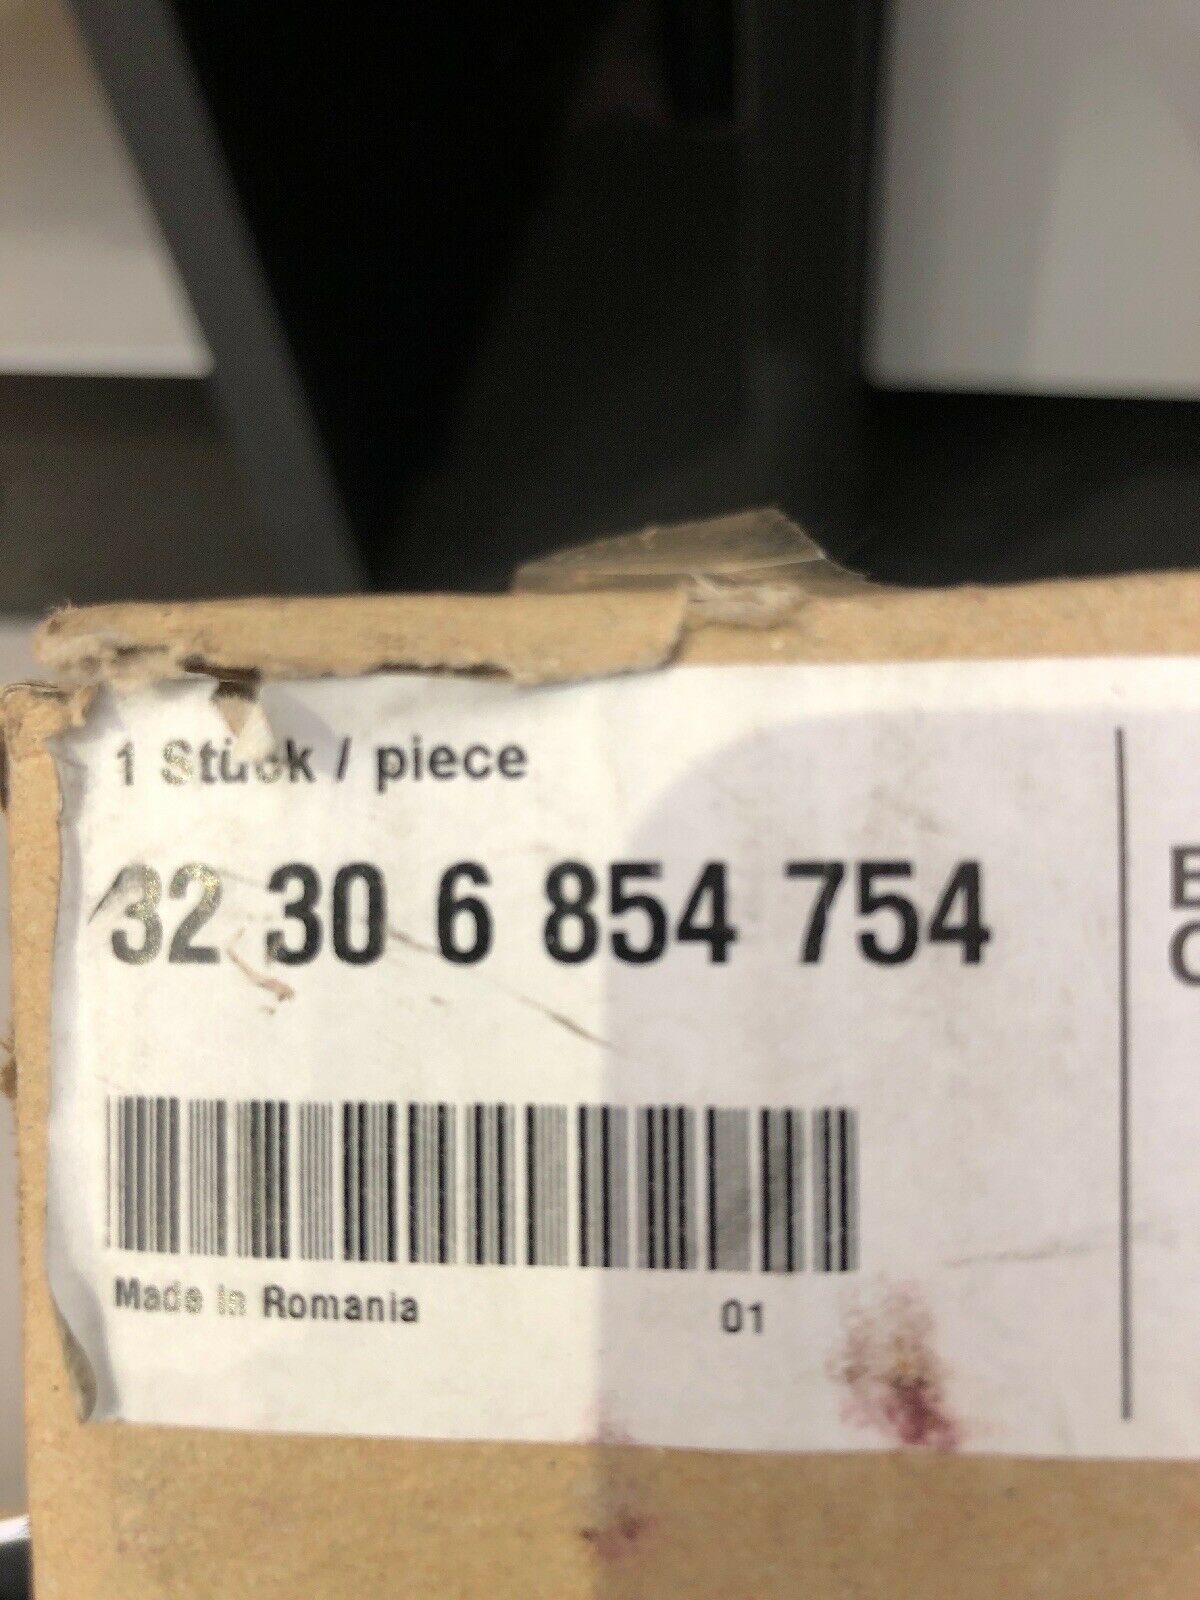 1 Stück / piece
32 30 6 854 754
Made in Romania
01